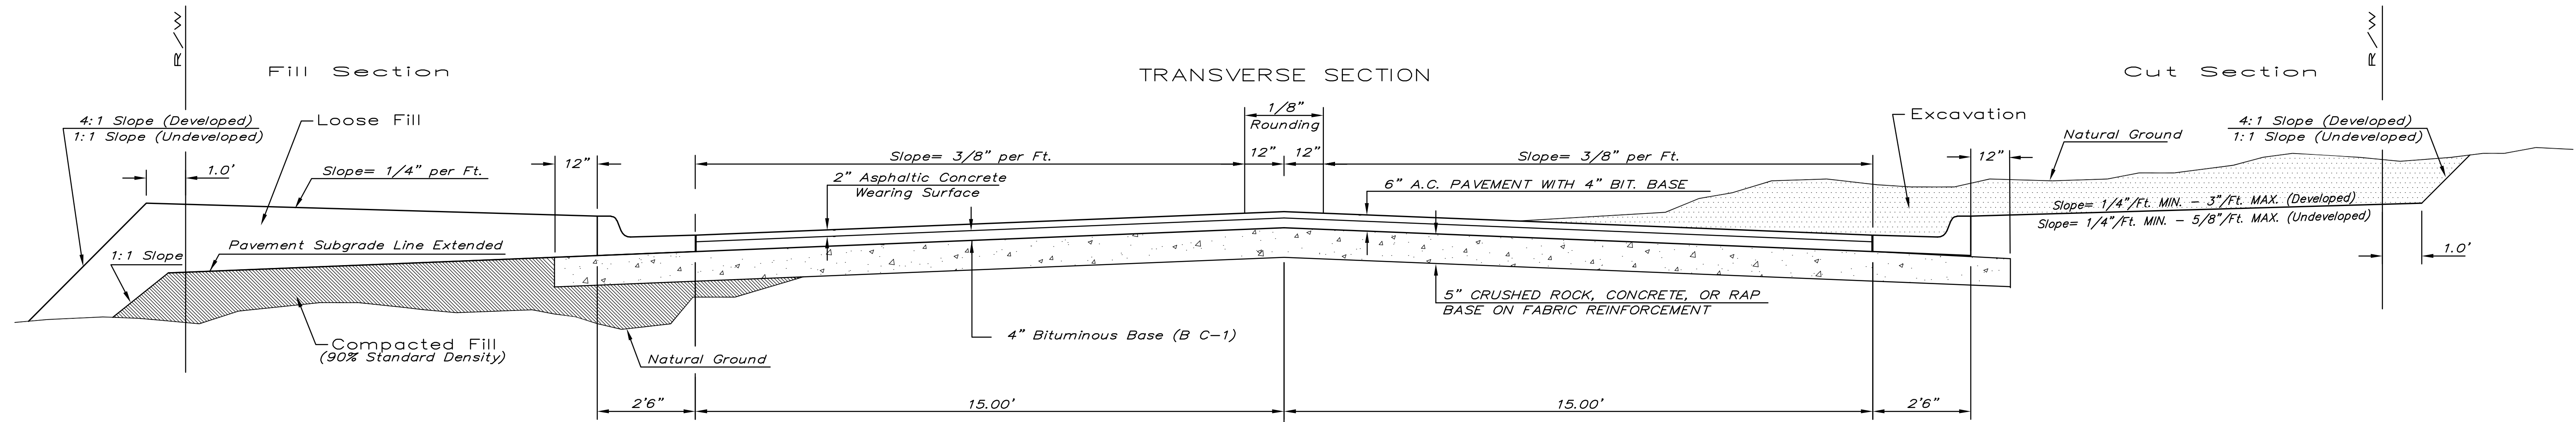 R/W
R/W
Fill Section
TRANSVERSE SECTION
Cut Section
1/8"
Rounding
4:1 Slope (Developed)
1:1 Slope (Undeveloped)
Loose Fill
Excavation
4:1 Slope (Developed)
1:1 Slope (Undeveloped)
Natural Ground
12"
Slope= 3/8" per Ft.
12"
12"
Slope= 3/8" per Ft.
12"
1.0'
Slope= 1/4" per Ft.
2" Asphaltic Concrete
Wearing Surface
6" A.C. PAVEMENT WITH 4" BIT. BASE
Slope= 1/4"/Ft. MIN. - 3"/Ft. MAX. (Developed)
Slope= 1/4"/Ft. MIN. - 5/8"/Ft. MAX. (Undeveloped)
Pavement Subgrade Line Extended
1:1 Slope
1.0'
5" CRUSHED ROCK, CONCRETE, OR RAP
BASE ON FABRIC REINFORCEMENT
4" Bituminous Base (B C-1)
Compacted Fill
(90% Standard Density)
Natural Ground
2'6"
15.00'
15.00'
2'6"